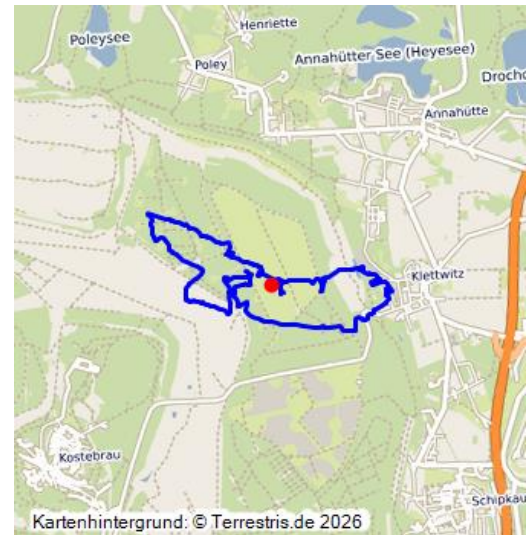 Poleysee
Henriette
Poley
Annahütter See (Heyesee)
Drocho
Annahütte
Klettwitz
Kostebrau
Schipkau
Kartenhintergrund: © Terrestris.de 2026